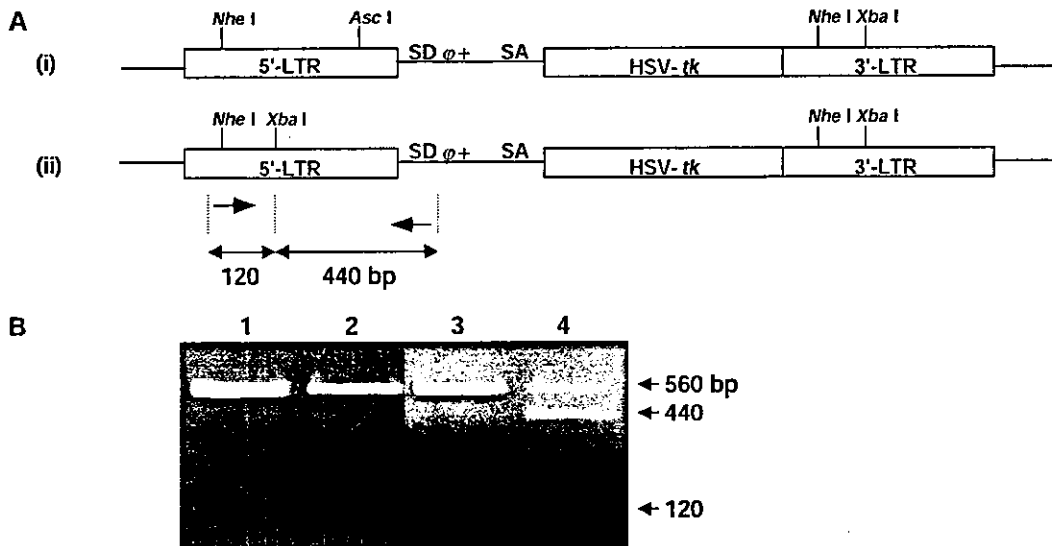 A
Nhe I Asc I Nhe I Xba I
(i) 5'-LTR SD φ+ SA HSV-tk 3'-LTR
Nhe I Xba I Nhe I Xba I
(ii) 5'-LTR SD φ+ SA HSV-tk 3'-LTR
120 440 bp
B 1 2 3 4
560 bp
440
120